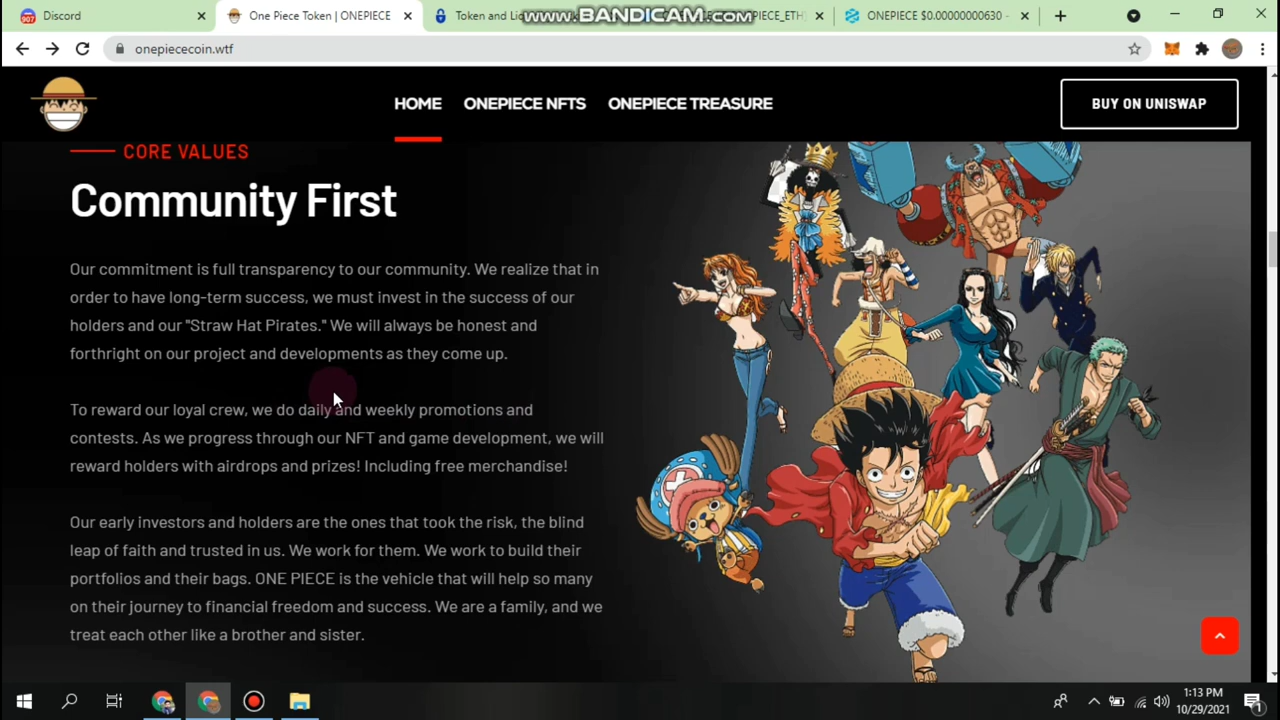 Discord
One Piece Token | ONEPIECE
Token and Li
PIECE_ETH
ONEPIECE $0.00000000630 -
www.BANDICAM.com
onepiececoin.wtf
HOME
ONEPIECE NFTS
ONEPIECE TREASURE
BUY ON UNISWAP
CORE VALUES
Community First
Our commitment is full transparency to our community. We realize that in
order to have long-term success, we must invest in the success of our
holders and our "Straw Hat Pirates." We will always be honest and
forthright on our project and developments as they come up.
To reward our loyal crew, we do daily and weekly promotions and
contests. As we progress through our NFT and game development, we will
reward holders with airdrops and prizes! Including free merchandise!
Our early investors and holders are the ones that took the risk, the blind
leap of faith and trusted in us. We work for them. We work to build their
portfolios and their bags. ONE PIECE is the vehicle that will help so many
on their journey to financial freedom and success. We are a family, and we
treat each other like a brother and sister.
1:13 PM
10/29/2021
1